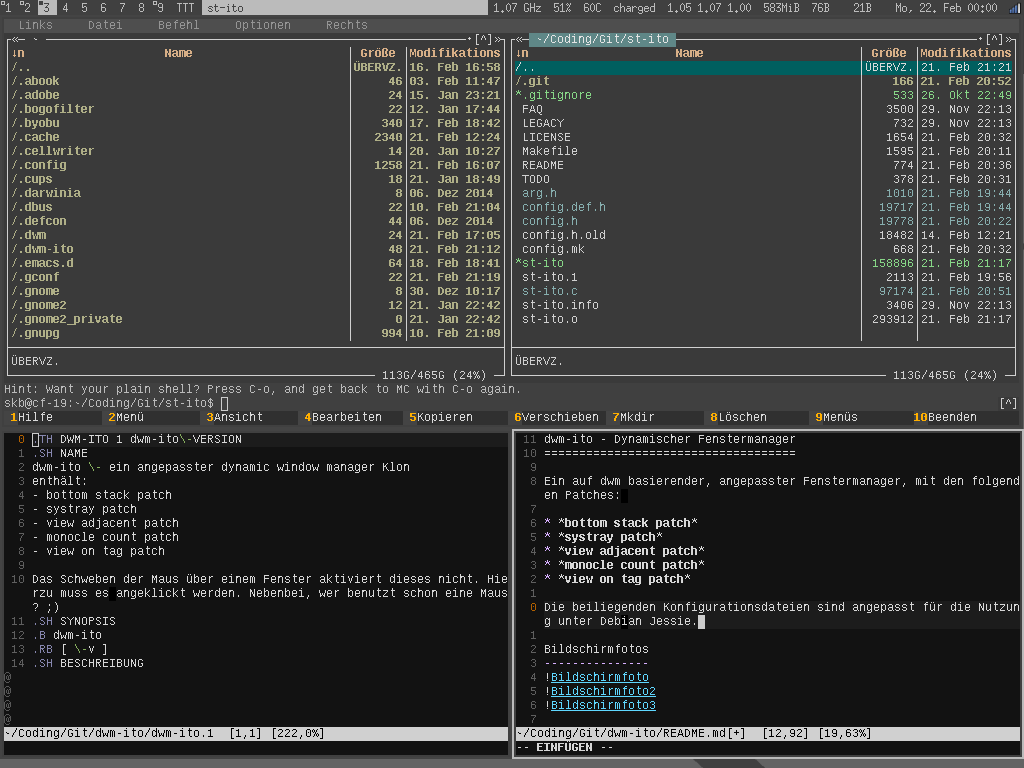 1 2 3 4 5 6 7 8 9 TTT st-ito 1.07 GHz 51% 60C charged 1.05 1.07 1.00 583MiB 76B 21B Mo, 22. Feb 00:00
Links Datei Befehl Optionen Rechts
«— ~ ·[^]»
↓n Name Größe Modifikations
/.. ÜBERVZ. 16. Feb 16:58
/.abook 46 03. Feb 11:47
/.adobe 24 15. Jan 23:21
/.bogofilter 22 12. Jan 17:44
/.byobu 340 17. Feb 18:42
/.cache 2340 21. Feb 12:24
/.cellwriter 14 20. Jan 10:27
/.config 1258 21. Feb 16:07
/.cups 18 21. Jan 18:49
/.darwinia 8 06. Dez 2014
/.dbus 22 10. Feb 21:04
/.defcon 44 06. Dez 2014
/.dwm 24 21. Feb 17:05
/.dwm-ito 48 21. Feb 21:12
/.emacs.d 64 18. Feb 18:41
/.gconf 22 21. Feb 21:19
/.gnome 8 30. Dez 10:17
/.gnome2 12 21. Jan 22:42
/.gnome2_private 0 21. Jan 22:42
/.gnupg 994 10. Feb 21:09
ÜBERVZ.
113G/465G (24%)
«— ~/Coding/Git/st-ito ·[^]»
↓n Name Größe Modifikations
/.. ÜBERVZ. 21. Feb 21:21
/.git 166 21. Feb 20:52
*.gitignore 533 26. Okt 22:49
FAQ 3500 29. Nov 22:13
LEGACY 732 29. Nov 22:13
LICENSE 1654 21. Feb 20:32
Makefile 1595 21. Feb 20:11
README 774 21. Feb 20:36
TODO 378 21. Feb 20:31
arg.h 1010 21. Feb 19:44
config.def.h 19717 21. Feb 19:44
config.h 19778 21. Feb 20:22
config.h.old 18482 14. Feb 12:21
config.mk 668 21. Feb 20:32
*st-ito 158896 21. Feb 21:17
st-ito.1 2113 21. Feb 19:56
st-ito.c 97174 21. Feb 20:51
st-ito.info 3406 29. Nov 22:13
st-ito.o 293912 21. Feb 21:17
ÜBERVZ.
113G/465G (24%)
Hint: Want your plain shell? Press C-o, and get back to MC with C-o again.
skb@cf-19:~/Coding/Git/st-ito$ [^]
1Hilfe 2Menü 3Ansicht 4Bearbeiten 5Kopieren 6Verschieben 7Mkdir 8Löschen 9Menüs 10Beenden
0 .TH DWM-ITO 1 dwm-ito\-VERSION
1 .SH NAME
2 dwm-ito \- ein angepasster dynamic window manager Klon
3 enthält:
4 - bottom stack patch
5 - systray patch
6 - view adjacent patch
7 - monocle count patch
8 - view on tag patch
9
10 Das Schweben der Maus über einem Fenster aktiviert dieses nicht. Hie
rzu muss es angeklickt werden. Nebenbei, wer benutzt schon eine Maus
? ;)
11 .SH SYNOPSIS
12 .B dwm-ito
13 .RB [ \-v ]
14 .SH BESCHREIBUNG
@
@
@
@
~/Coding/Git/dwm-ito/dwm-ito.1 [1,1] [222,0%]
11 dwm-ito - Dynamischer Fenstermanager
10 ====================================
9
8 Ein auf dwm basierender, angepasster Fenstermanager, mit den folgend
en Patches:
7
6 * *bottom stack patch*
5 * *systray patch*
4 * *view adjacent patch*
3 * *monocle count patch*
2 * *view on tag patch*
1
0 Die beiliegenden Konfigurationsdateien sind angepasst für die Nutzun
g unter Debian Jessie.
1
2 Bildschirmfotos
3 ---------------
4 !Bildschirmfoto
5 !Bildschirmfoto2
6 !Bildschirmfoto3
7
~/Coding/Git/dwm-ito/README.md[+] [12,92] [19,63%]
-- EINFÜGEN --